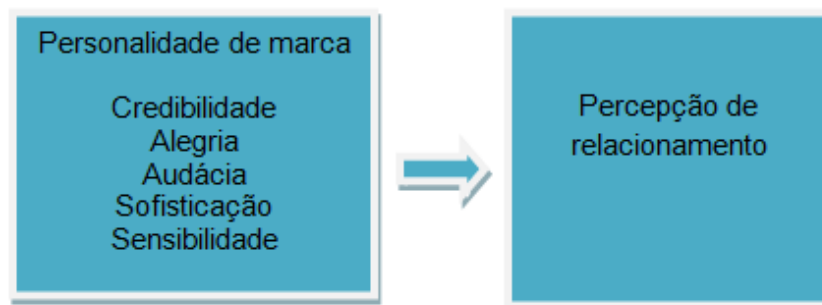 Personalidade de marca
Credibilidade
Alegria
Audácia
Sofisticação
Sensibilidade
Percepção de
relacionamento